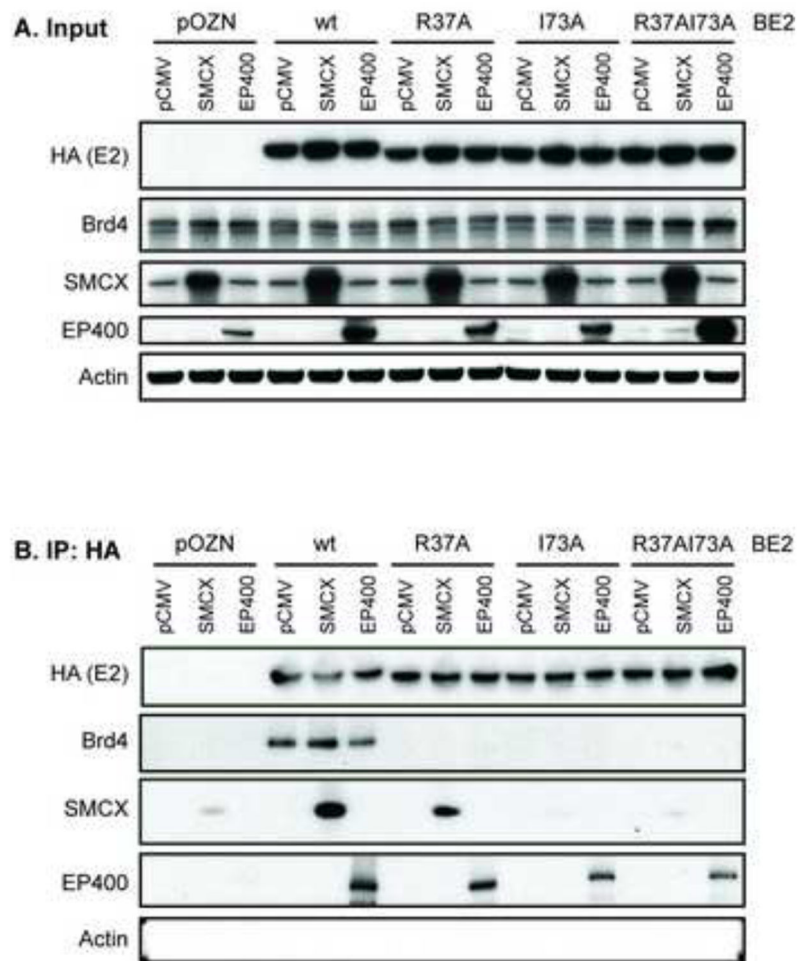 A. Input pOZN wt R37A I73A R37AI73A BE2
pCMV SMCX EP400 pCMV SMCX EP400 pCMV SMCX EP400 pCMV SMCX EP400 pCMV SMCX EP400
HA (E2)
Brd4
SMCX
EP400
Actin
B. IP: HA pOZN wt R37A I73A R37AI73A BE2
pCMV SMCX EP400 pCMV SMCX EP400 pCMV SMCX EP400 pCMV SMCX EP400 pCMV SMCX EP400
HA (E2)
Brd4
SMCX
EP400
Actin